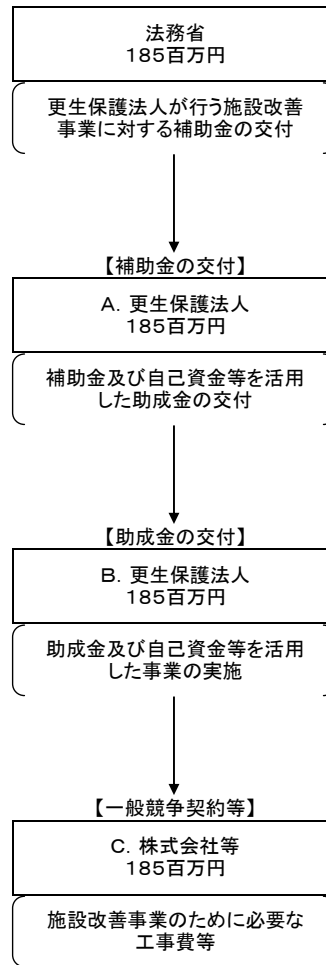 法務省
185百万円
更生保護法人が行う施設改善
事業に対する補助金の交付
【補助金の交付】
A．更生保護法人
185百万円
補助金及び自己資金等を活用
した助成金の交付
【助成金の交付】
B．更生保護法人
185百万円
助成金及び自己資金等を活用
した事業の実施
【一般競争契約等】
C．株式会社等
185百万円
施設改善事業のために必要な
工事費等